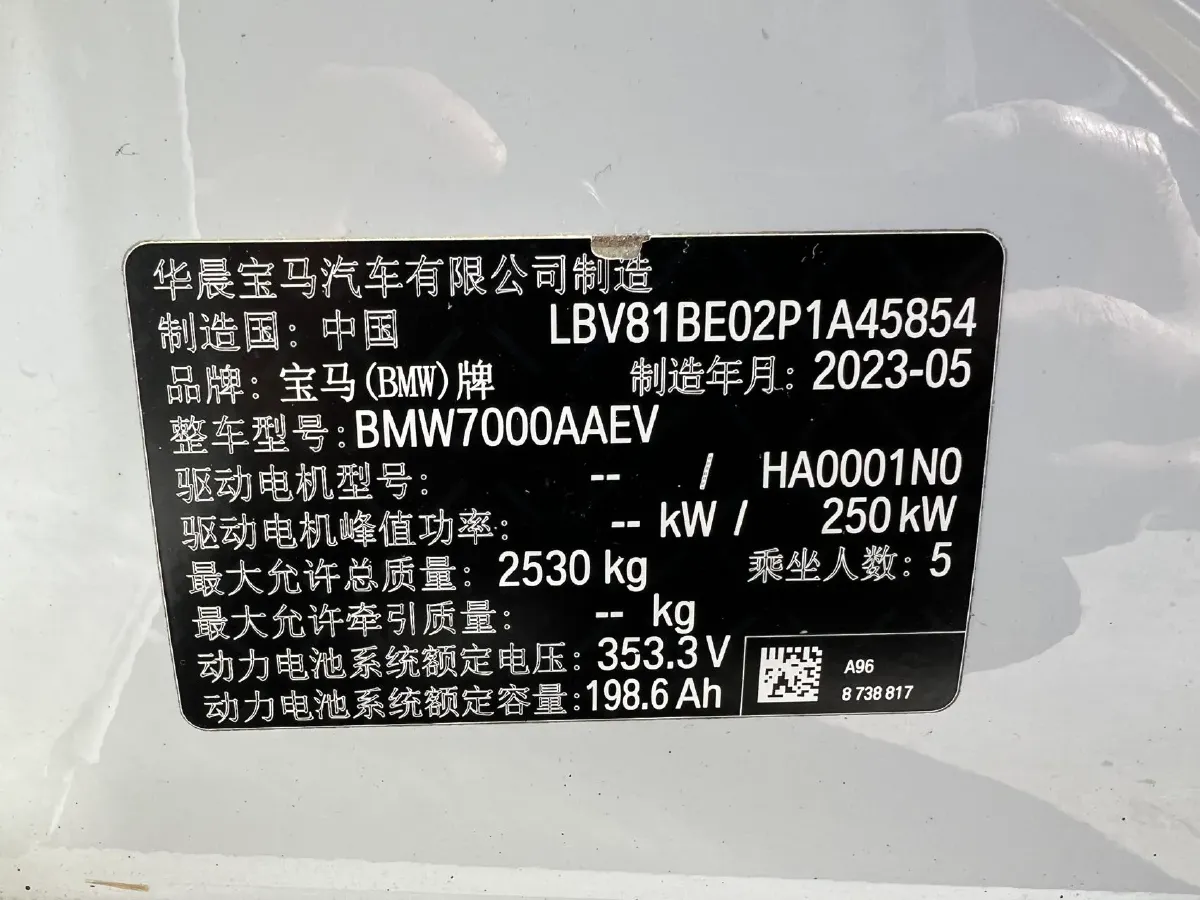 华晨宝马汽车有限公司制造
制造国：中国 LBV81BE02P1A45854
品牌：宝马(BMW)牌 制造年月：2023-05
整车型号:BMW7000AAEV
驱动电机型号： -- / HA0001N0
驱动电机峰值功率： -- kW / 250 kW
最大允许总质量：2530 kg 乘坐人数：5
最大允许牵引质量： -- kg
动力电池系统额定电压：353.3 V
动力电池系统额定容量:198.6 Ah
A96
8 738 817